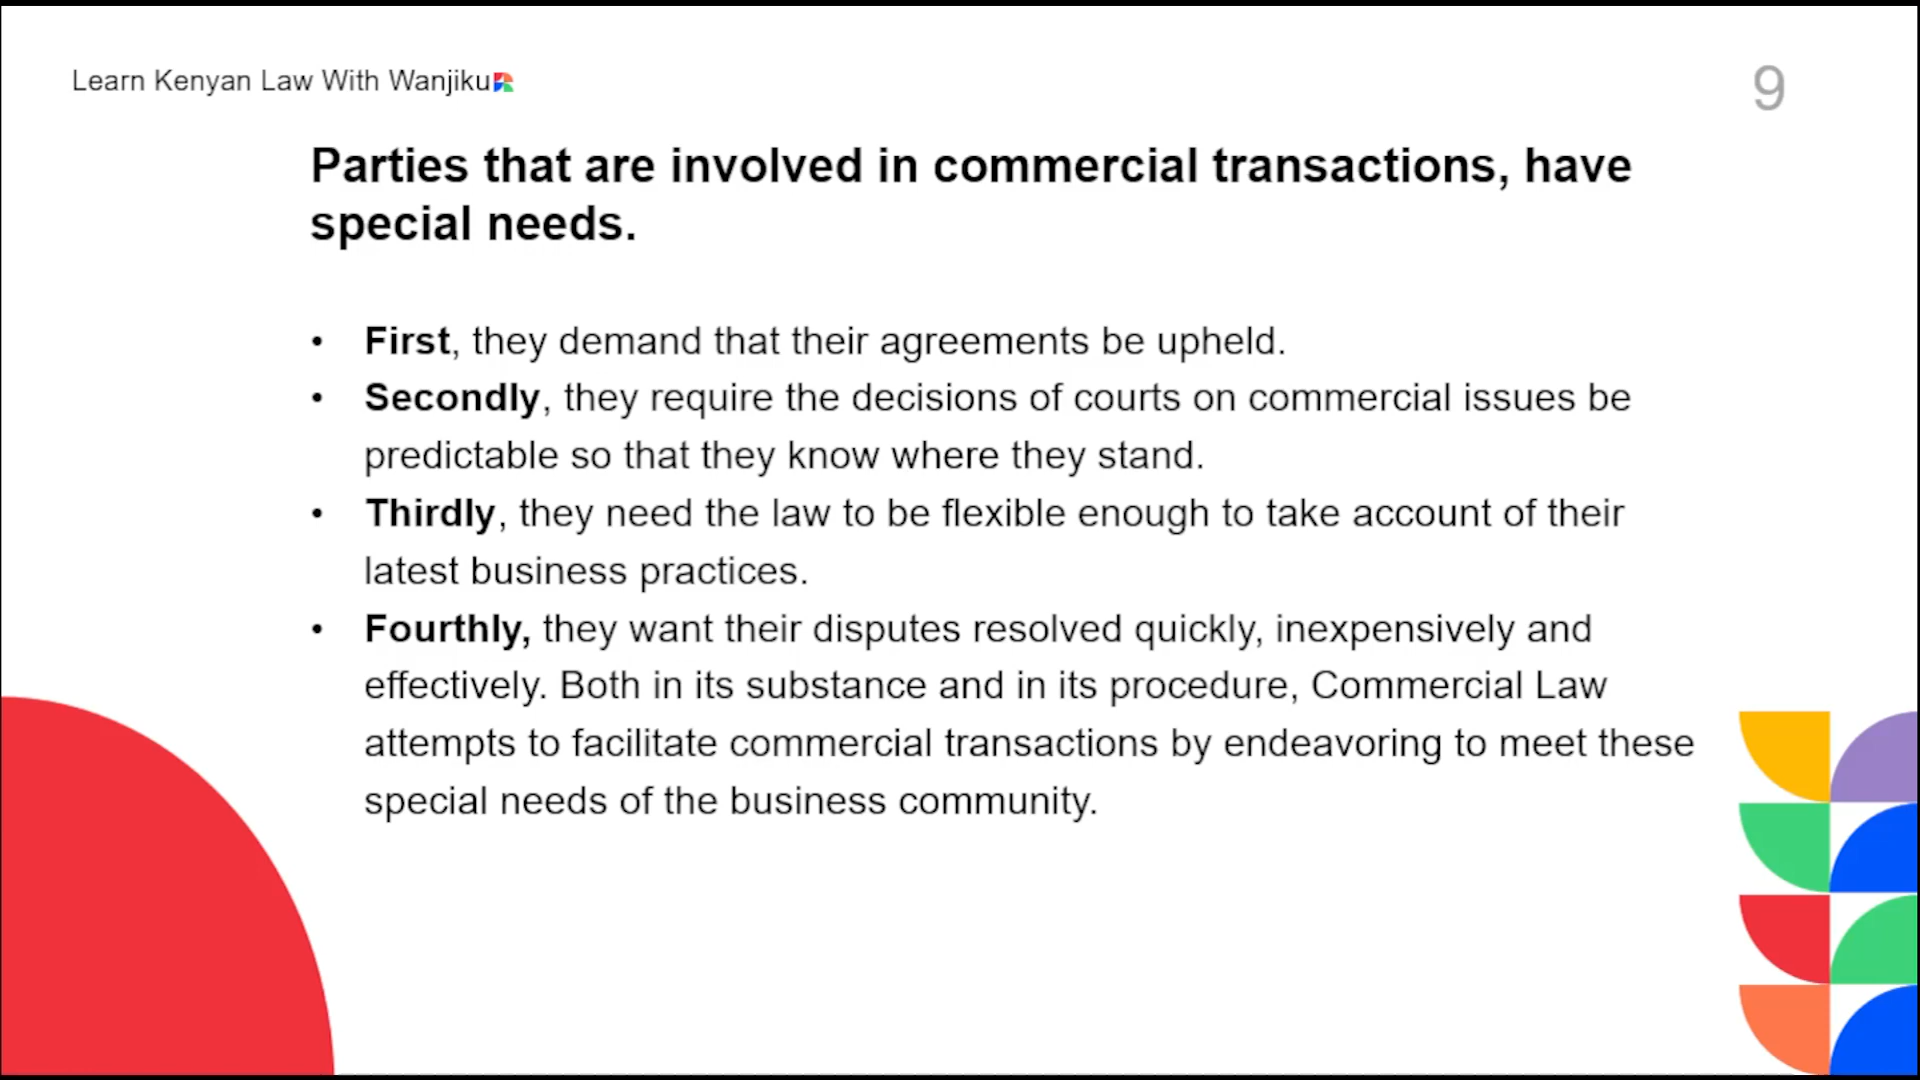 Learn Kenyan Law With Wanjiku
9
Parties that are involved in commercial transactions, have
special needs.
• First, they demand that their agreements be upheld.
• Secondly, they require the decisions of courts on commercial issues be
predictable so that they know where they stand.
• Thirdly, they need the law to be flexible enough to take account of their
latest business practices.
• Fourthly, they want their disputes resolved quickly, inexpensively and
effectively. Both in its substance and in its procedure, Commercial Law
attempts to facilitate commercial transactions by endeavoring to meet these
special needs of the business community.